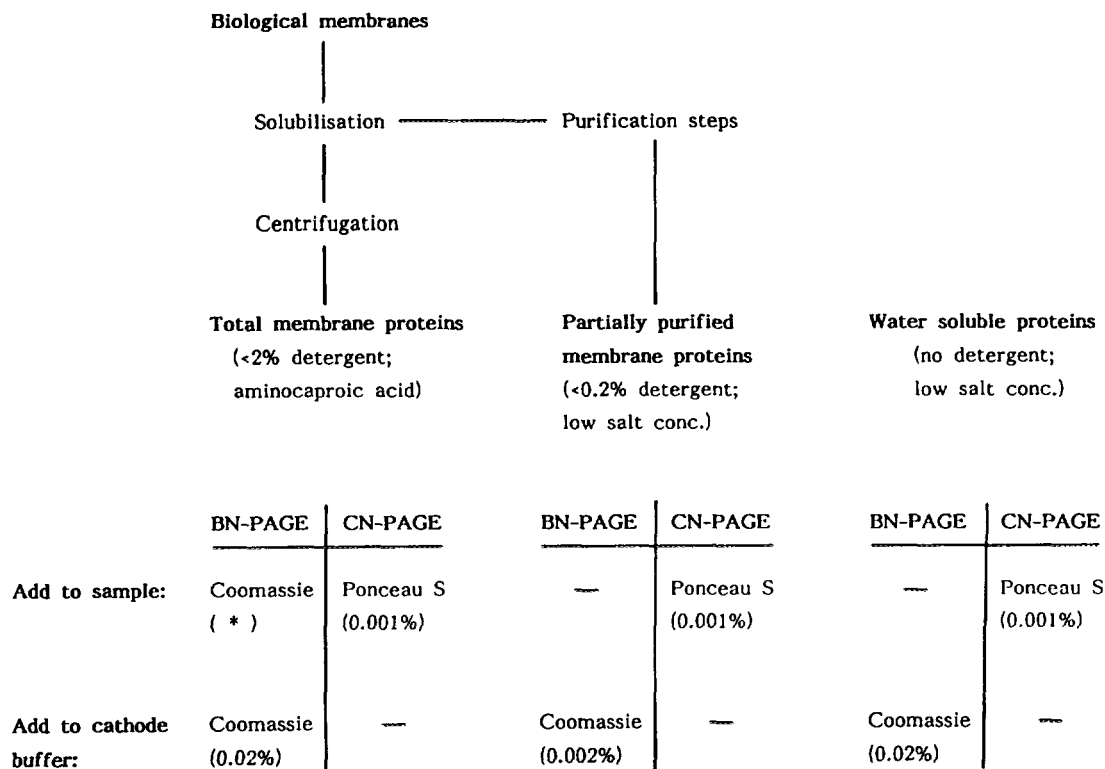 Biological membranes
Solubilisation Purification steps
Centrifugation
Total membrane proteins Partially purified Water soluble proteins
(<2% detergent; membrane proteins (no detergent;
aminocaproic acid) (<0.2% detergent; low salt conc.)
low salt conc.)
BN-PAGE CN-PAGE BN-PAGE CN-PAGE BN-PAGE CN-PAGE
Add to sample: Coomassie Ponceau S — Ponceau S — Ponceau S
( * ) (0.001%) (0.001%) (0.001%)
Add to cathode Coomassie — Coomassie — Coomassie —
buffer: (0.02%) (0.002%) (0.02%)